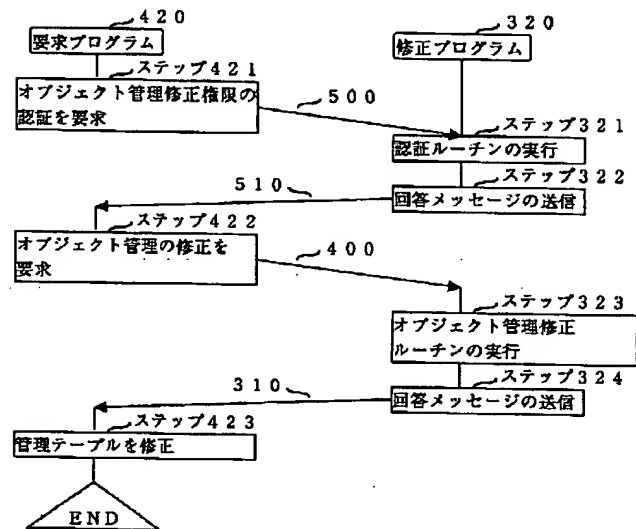 420
要求プログラム
320
修正プログラム
ステップ421
オブジェクト管理修正権限の
認証を要求
500
ステップ321
認証ルーチンの実行
ステップ322
回答メッセージの送信
510
ステップ422
オブジェクト管理の修正を
要求
400
ステップ323
オブジェクト管理修正
ルーチンの実行
ステップ324
回答メッセージの送信
310
ステップ423
管理テーブルを修正
END